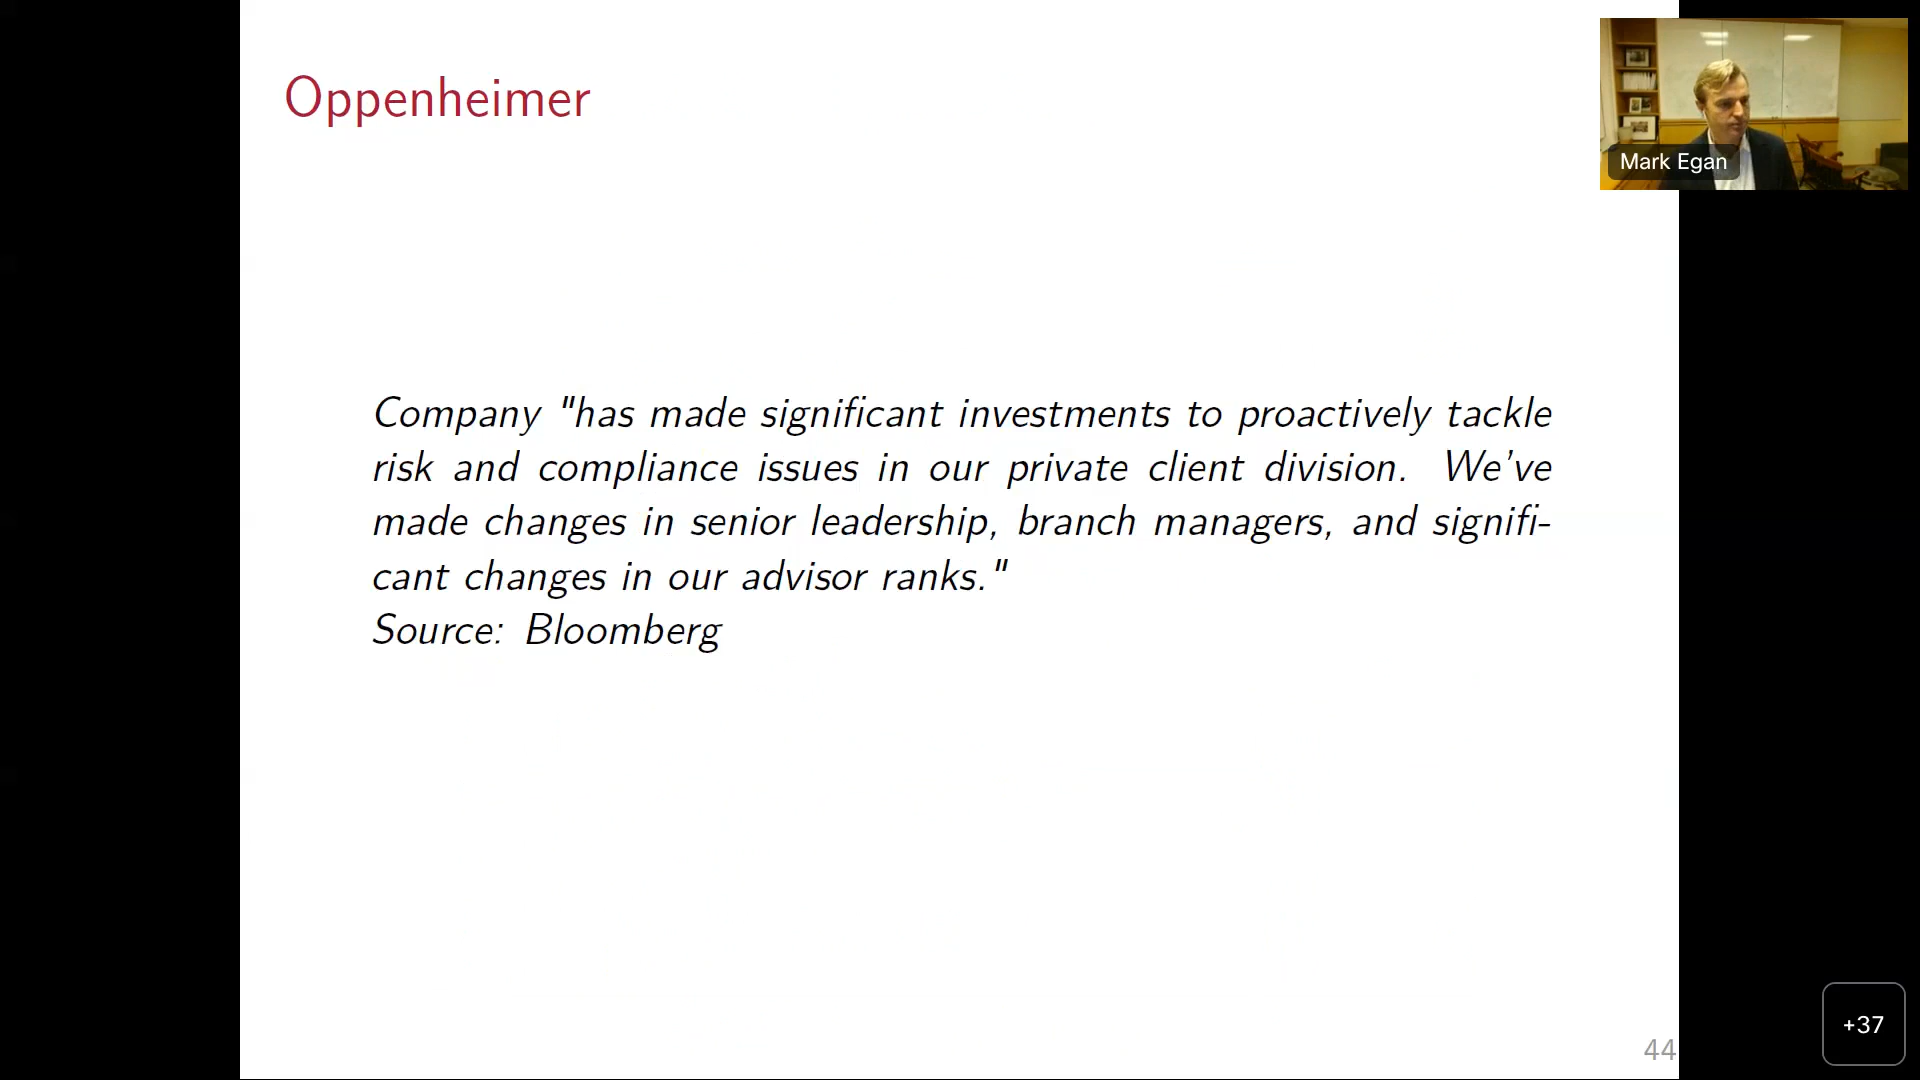 Oppenheimer
Mark Egan
Company "has made significant investments to proactively tackle
risk and compliance issues in our private client division. We've
made changes in senior leadership, branch managers, and signifi-
cant changes in our advisor ranks."
Source: Bloomberg
+37
44